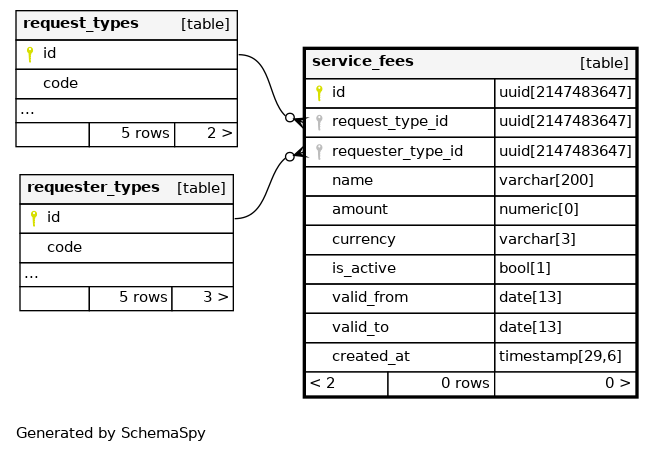 request_types [table]
id
code
...
5 rows 2 >
requester_types [table]
id
code
...
5 rows 3 >
service_fees [table]
id uuid[2147483647]
request_type_id uuid[2147483647]
requester_type_id uuid[2147483647]
name varchar[200]
amount numeric[0]
currency varchar[3]
is_active bool[1]
valid_from date[13]
valid_to date[13]
created_at timestamp[29,6]
< 2 0 rows 0 >
Generated by SchemaSpy